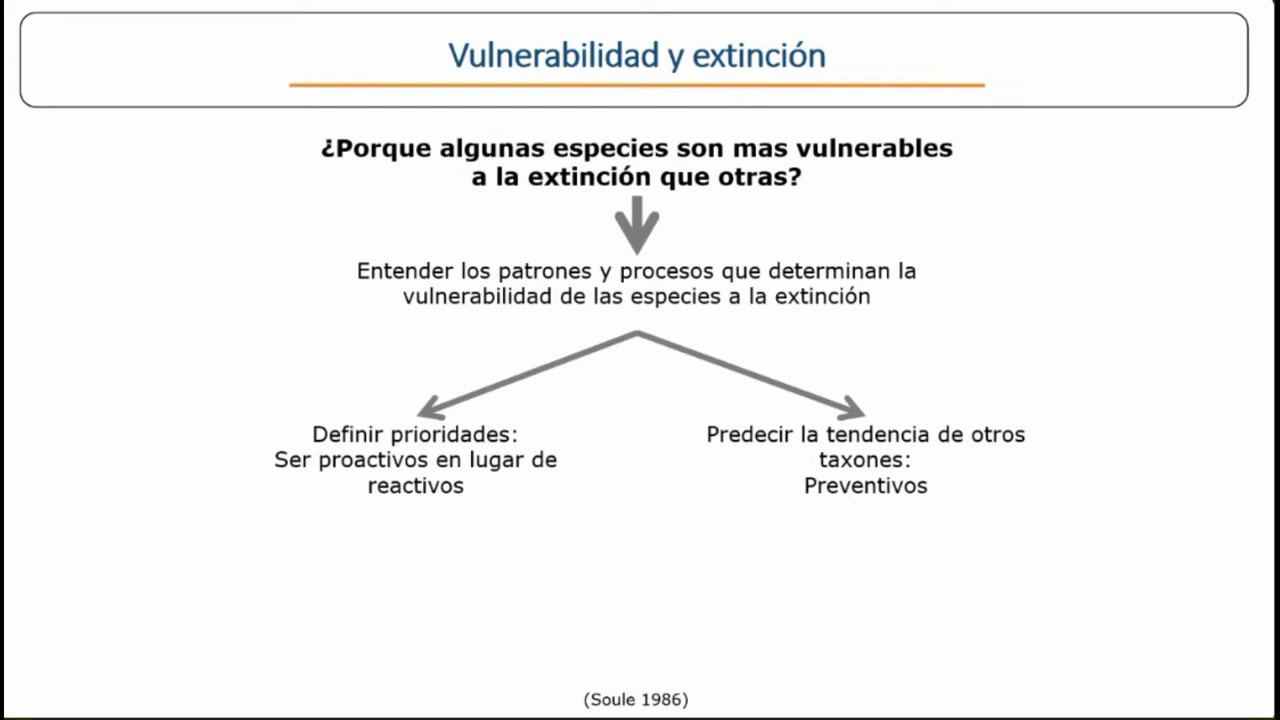 Vulnerabilidad y extinción
¿Porque algunas especies son mas vulnerables
a la extinción que otras?
Entender los patrones y procesos que determinan la
vulnerabilidad de las especies a la extinción
Definir prioridades:
Ser proactivos en lugar de
reactivos
Predecir la tendencia de otros
taxones:
Preventivos
(Soule 1986)